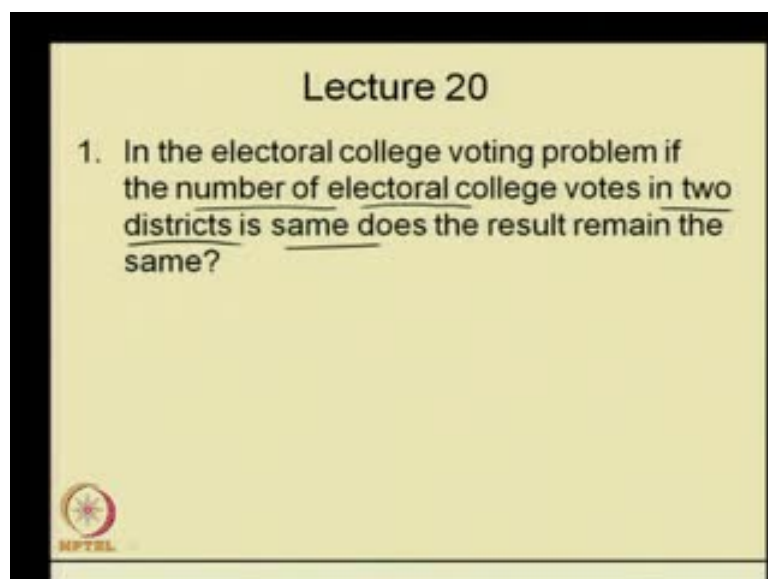 Lecture 20
1. In the electoral college voting problem if
the number of electoral college votes in two
districts is same does the result remain the
same?
NPTEL